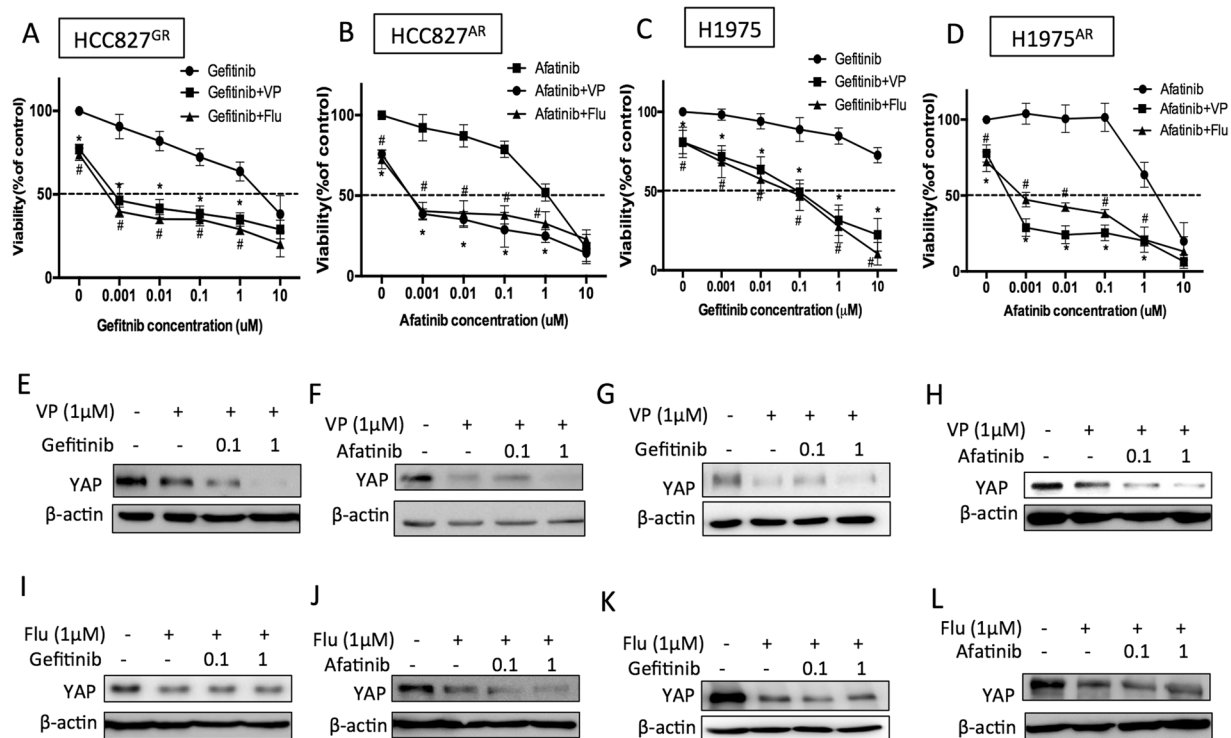 A
HCC827GR
Gefitinib
Gefitinib+VP
Gefitinib+Flu
Viability(%of control)
100
50
0
0 0.001 0.01 0.1 1 10
Gefitnib concentration (uM)
* * * * *
# # # # #
B
HCC827AR
Afatinib
Afatinib+VP
Afatinib+Flu
Viability(%of control)
100
50
0
0 0.001 0.01 0.1 1 10
Afatinib concentration (uM)
# # # # #
* * * * *
C
H1975
Gefitinib
Gefitinib+VP
Gefitinib+Flu
Viability(%of control)
100
50
0
0 0.001 0.01 0.1 1 10
Gefitinib concentration (μM)
* * * * * *
# # # # # #
D
H1975AR
Afatinib
Afatinib+VP
Afatinib+Flu
Viability(%of control)
100
50
0
0 0.001 0.01 0.1 1 10
Afatinib concentration (uM)
# # # # #
* * * * *
E
VP (1μM) - + + +
Gefitinib - - 0.1 1
YAP
β-actin
F
VP (1μM) - + + +
Afatinib - - 0.1 1
YAP
β-actin
G
VP (1μM) - + + +
Gefitinib - - 0.1 1
YAP
β-actin
H
VP (1μM) - + + +
Afatinib - - 0.1 1
YAP
β-actin
I
Flu (1μM) - + + +
Gefitinib - - 0.1 1
YAP
β-actin
J
Flu (1μM) - + + +
Afatinib - - 0.1 1
YAP
β-actin
K
Flu (1μM) - + + +
Gefitinib - - 0.1 1
YAP
β-actin
L
Flu (1μM) - + + +
Afatinib - - 0.1 1
YAP
β-actin